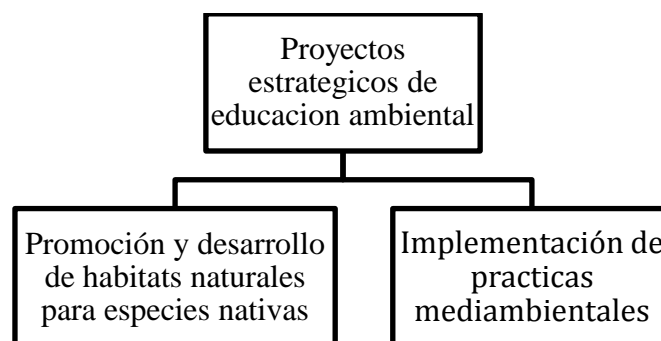 Proyectos
estrategicos de
educacion ambiental
Promoción y desarrollo
de habitats naturales
para especies nativas
Implementación de
practicas
mediambientales